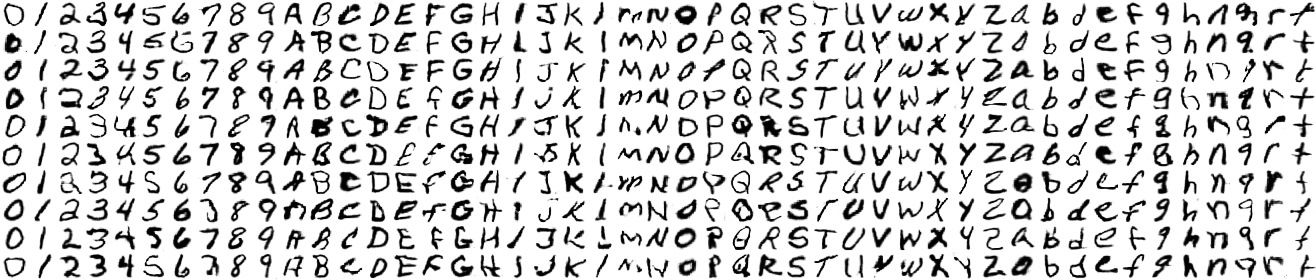 0 1 2 3 4 5 6 7 8 9 A B C D E F G H I J K l m N O P Q R S T U V W X Y Z a b d e f g h n g r t
0 1 2 3 4 5 6 7 8 9 A B C D E F G H L J K l M N O P Q R S T U V W X Y Z a b d e f g h n q r t
0 1 2 3 4 5 6 7 8 9 A B C D E F G H I J K l M N O P Q R S T U V W X Y Z a b d e f g h n q r t
0 1 2 3 4 5 6 7 8 9 A B C D E F G H I J K l m N O P Q R S T U V W X Y Z a b d e f g h n q r t
0 1 2 3 4 5 6 7 8 9 A B C D E F G H I J K l M N O P Q R S T U V W X Y Z a b d e f g h n q r t
0 1 2 3 4 5 6 7 8 9 A B C D E F G H I J K l M N O P Q R S T U V W X Y Z a b d e f g h n q r t
0 1 2 3 4 5 6 7 8 9 A B C D E F G H I J K l m N O P Q R S T U V W X Y Z a b d e f g h n q r t
0 1 2 3 4 5 6 7 8 9 A B C D E F G H I J K l M N O P Q R S T U V W X Y Z a b d e f g h n q r t
0 1 2 3 4 5 6 7 8 9 A B C D E F G H I J K L M N O P Q R S T U V W X Y Z a b d e f g h n q r t
0 1 2 3 4 5 6 7 8 9 A B C D E F G H I J K l M N O P Q R S T U V W X Y Z a b d e f g h n q r t